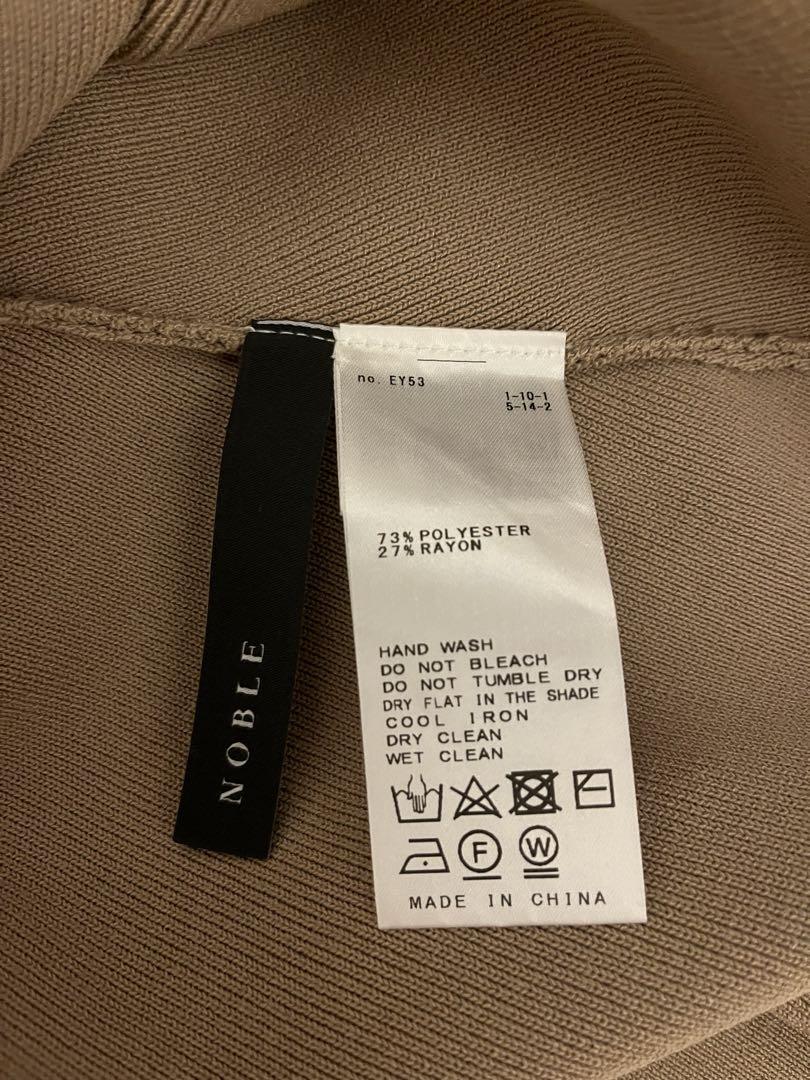 NOBLE
no. EY53
1-10-1
5-14-2
73% POLYESTER
27% RAYON
HAND WASH
DO NOT BLEACH
DO NOT TUMBLE DRY
DRY FLAT IN THE SHADE
COOL IRON
DRY CLEAN
WET CLEAN
F W
MADE IN CHINA